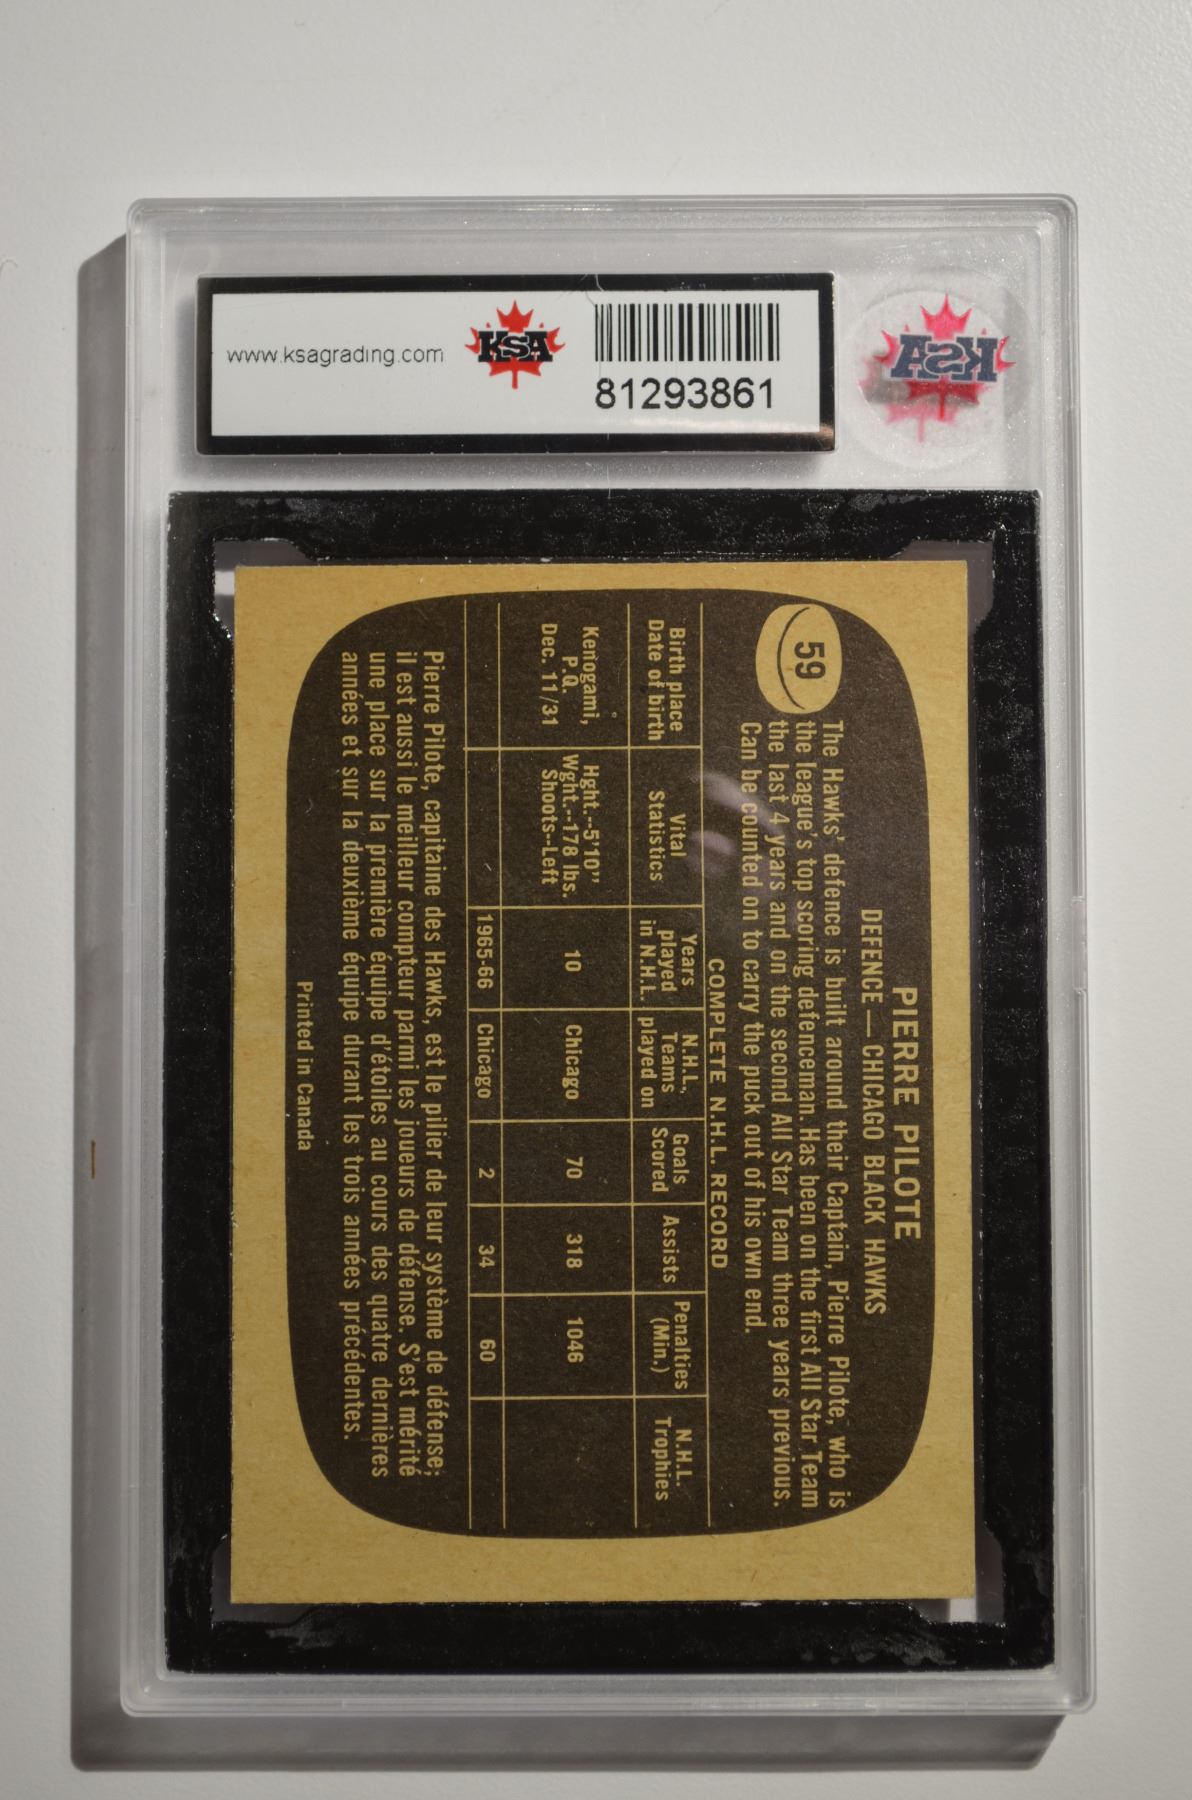 www.ksagrading.com
KSA
81293861
KSA
59
PIERRE PILOTE
DEFENCE — CHICAGO BLACK HAWKS
The Hawks' defence is built around their Captain, Pierre Pilote, who is
the league's top scoring defenceman. Has been on the first All Star Team
the last 4 years and on the second All Star Team three years previous.
Can be counted on to carry the puck out of his own end.
COMPLETE N.H.L. RECORD
Birth place
Date of birth
Vital
Statistics
Years
played
in N.H.L.
N.H.L.
Teams
played on
Goals
Scored
Assists
Penalties
(Min.)
N.H.L.
Trophies
Kenogami,
P.Q.
Dec. 11/31
Hght.--5'10"
Wght.--178 lbs.
Shoots--Left
10
Chicago
70
318
1046
1965-66
Chicago
2
34
60
Pierre Pilote, capitaine des Hawks, est le pilier de leur système de défense;
il est aussi le meilleur compteur parmi les joueurs de défense. S'est mérité
une place sur la première équipe d'étoiles au cours des quatre dernières
années et sur la deuxième équipe durant les trois années précédentes.
Printed in Canada